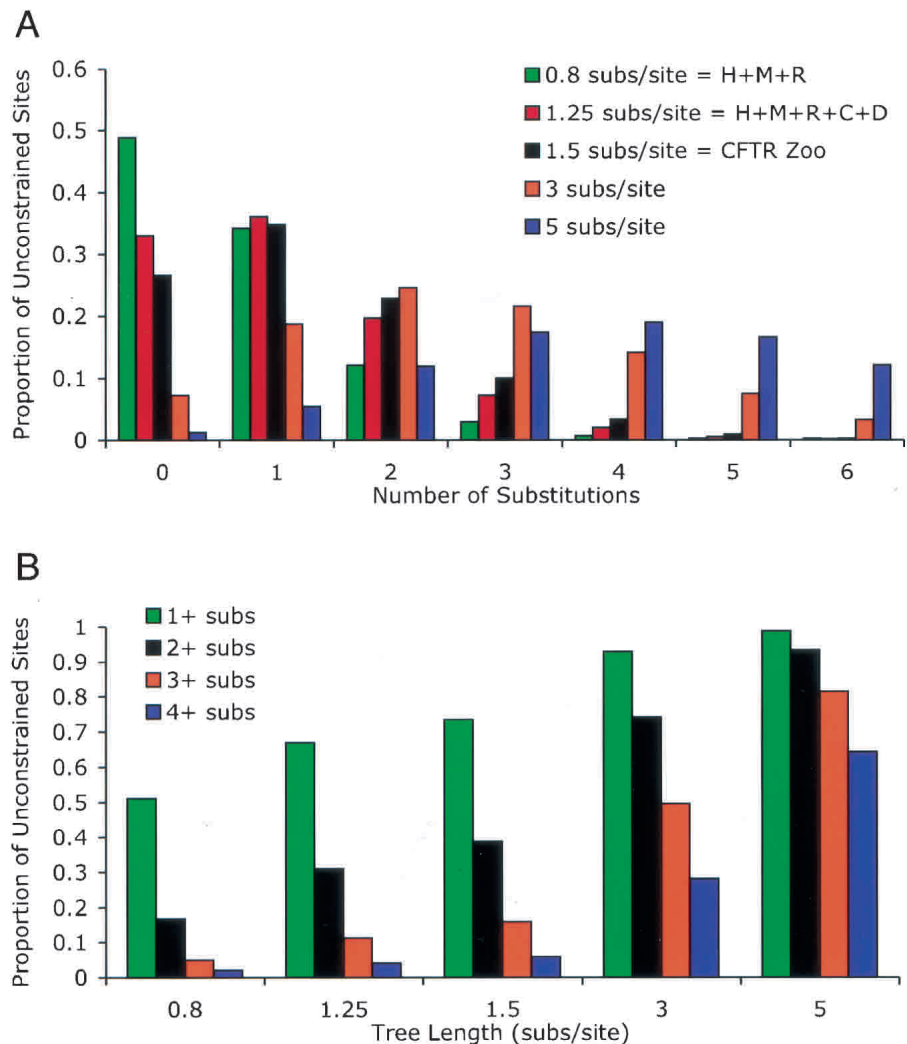 A
Proportion of Unconstrained Sites
0.6
0.5
0.4
0.3
0.2
0.1
0
0.8 subs/site = H+M+R
1.25 subs/site = H+M+R+C+D
1.5 subs/site = CFTR Zoo
3 subs/site
5 subs/site
0 1 2 3 4 5 6
Number of Substitutions
B
Proportion of Unconstrained Sites
1+ subs
2+ subs
3+ subs
4+ subs
1
0.9
0.8
0.7
0.6
0.5
0.4
0.3
0.2
0.1
0
0.8 1.25 1.5 3 5
Tree Length (subs/site)